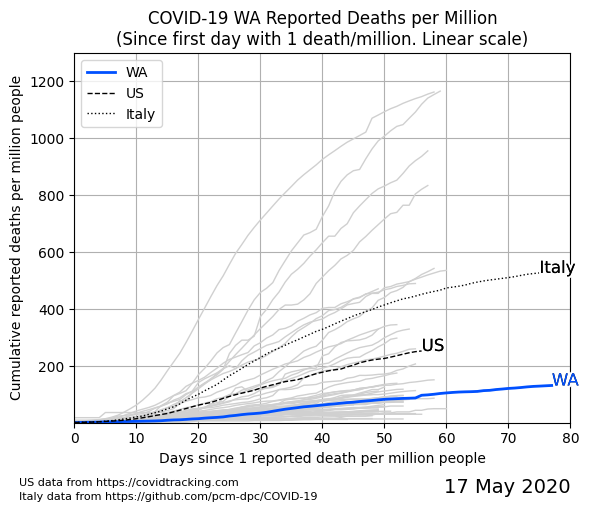 COVID-19 WA Reported Deaths per Million
(Since first day with 1 death/million. Linear scale)
Cumulative reported deaths per million people
1200
1000
800
600
400
200
WA
US
Italy
Italy
US
WA
0
10
20
30
40
50
60
70
80
Days since 1 reported death per million people
US data from https://covidtracking.com
Italy data from https://github.com/pcm-dpc/COVID-19
17 May 2020